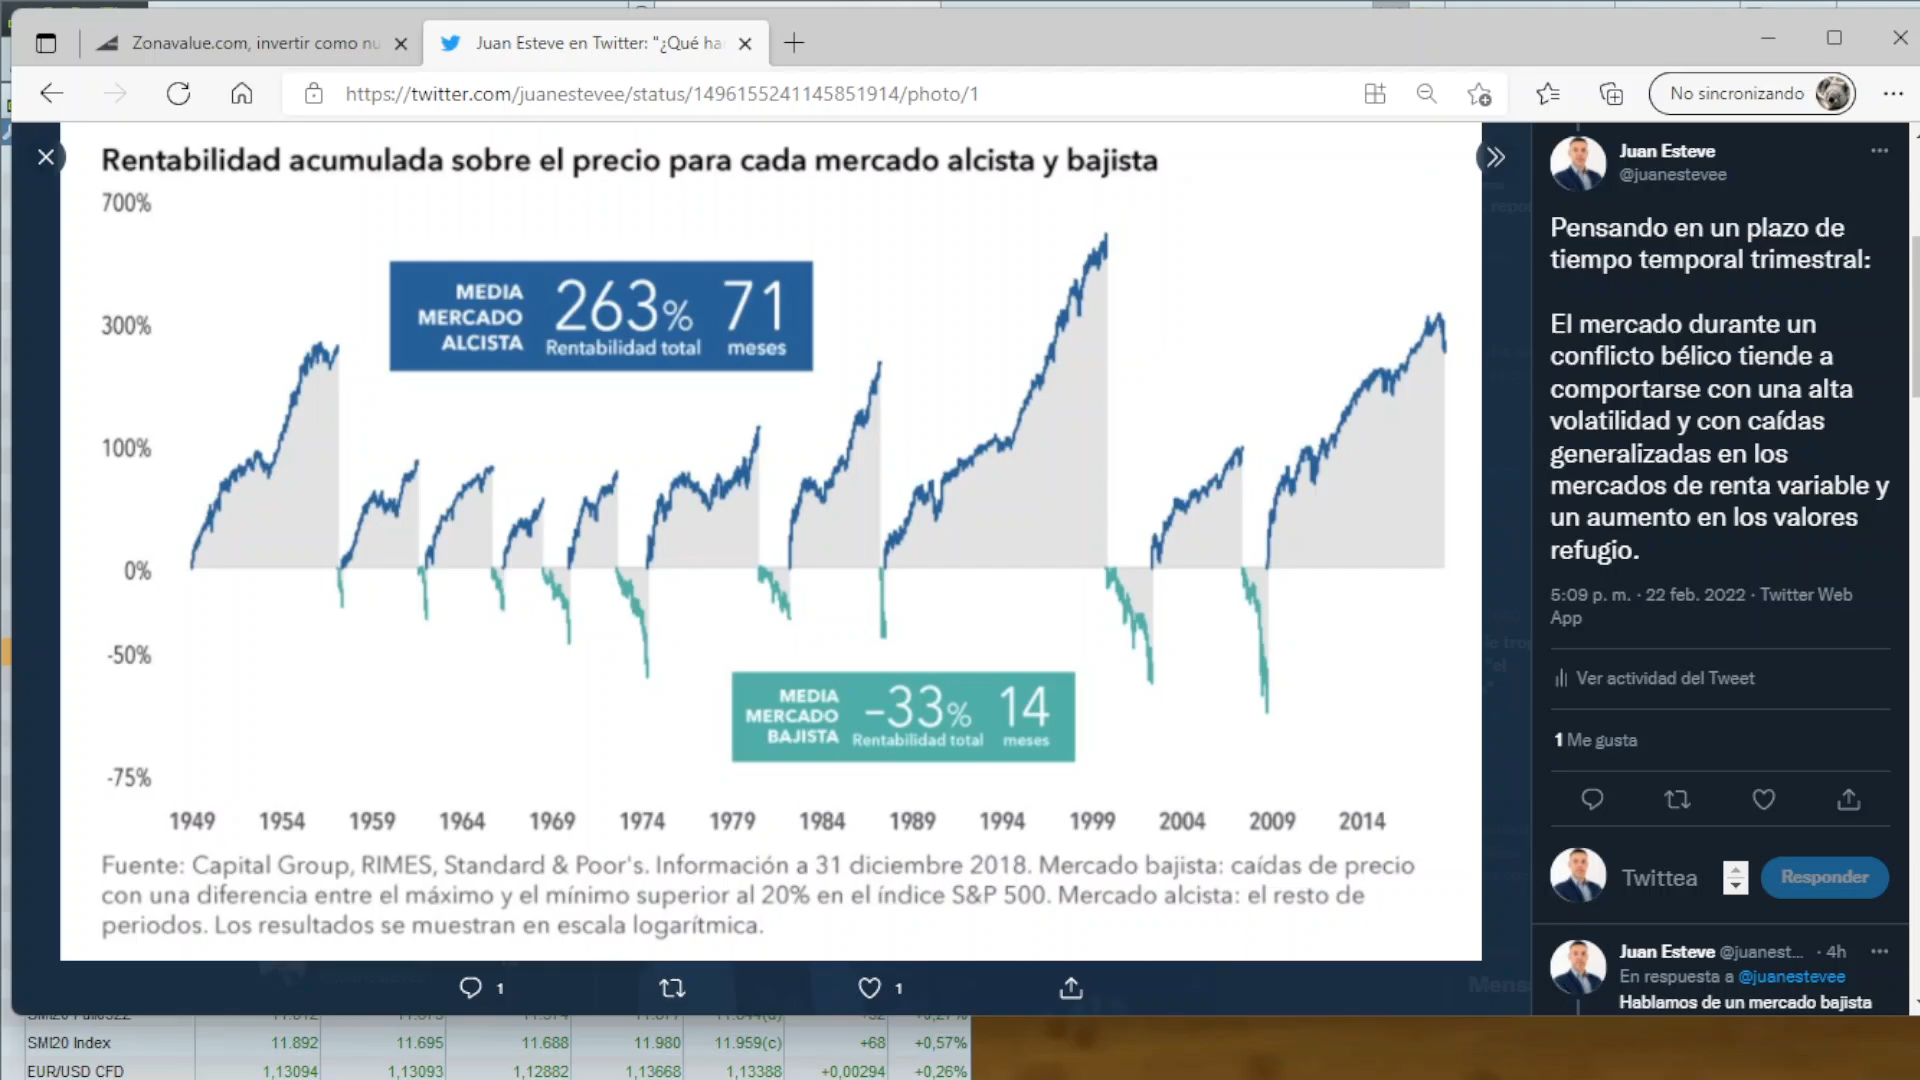 Zonavalue.com, invertir como nu
Juan Esteve en Twitter: "¿Qué ha
https://twitter.com/juanestevee/status/1496155241145851914/photo/1
No sincronizando
Rentabilidad acumulada sobre el precio para cada mercado alcista y bajista
700%
300%
100%
0%
-50%
-75%
MEDIA
MERCADO
ALCISTA
263% 71
Rentabilidad total meses
MEDIA
MERCADO
BAJISTA
-33% 14
Rentabilidad total meses
1949 1954 1959 1964 1969 1974 1979 1984 1989 1994 1999 2004 2009 2014
Fuente: Capital Group, RIMES, Standard & Poor's. Información a 31 diciembre 2018. Mercado bajista: caídas de precio
con una diferencia entre el máximo y el mínimo superior al 20% en el índice S&P 500. Mercado alcista: el resto de
periodos. Los resultados se muestran en escala logarítmica.
1
1
Juan Esteve
@juanestevee
Pensando en un plazo de
tiempo temporal trimestral:
El mercado durante un
conflicto bélico tiende a
comportarse con una alta
volatilidad y con caídas
generalizadas en los
mercados de renta variable y
un aumento en los valores
refugio.
5:09 p. m. · 22 feb. 2022 · Twitter Web
App
Ver actividad del Tweet
1 Me gusta
Twittea
Responder
Juan Esteve @juanest... · 4h
En respuesta a @juanestevee
Hablamos de un mercado bajista
SMI20 Index 11.892 11.695 11.688 11.980 11.959(c) +68 +0,57%
EUR/USD CFD 1,13094 1,13093 1,12882 1,13668 1,13388 +0,00294 +0,26%